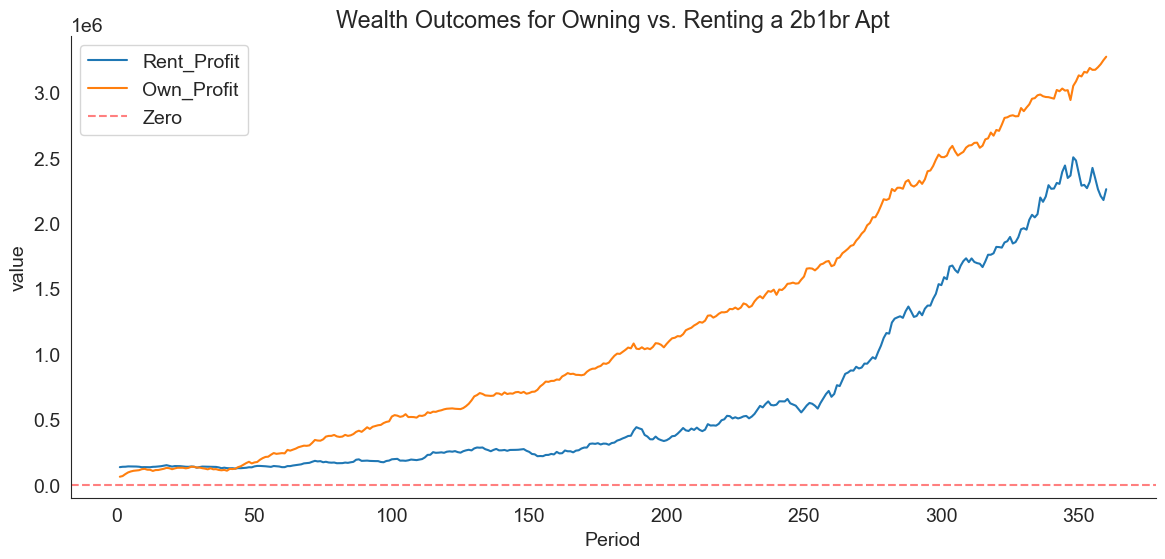 Wealth Outcomes for Owning vs. Renting a 2b1br Apt
1e6
Rent_Profit
Own_Profit
Zero
3.0
2.5
2.0
1.5
1.0
0.5
0.0
value
0 50 100 150 200 250 300 350
Period